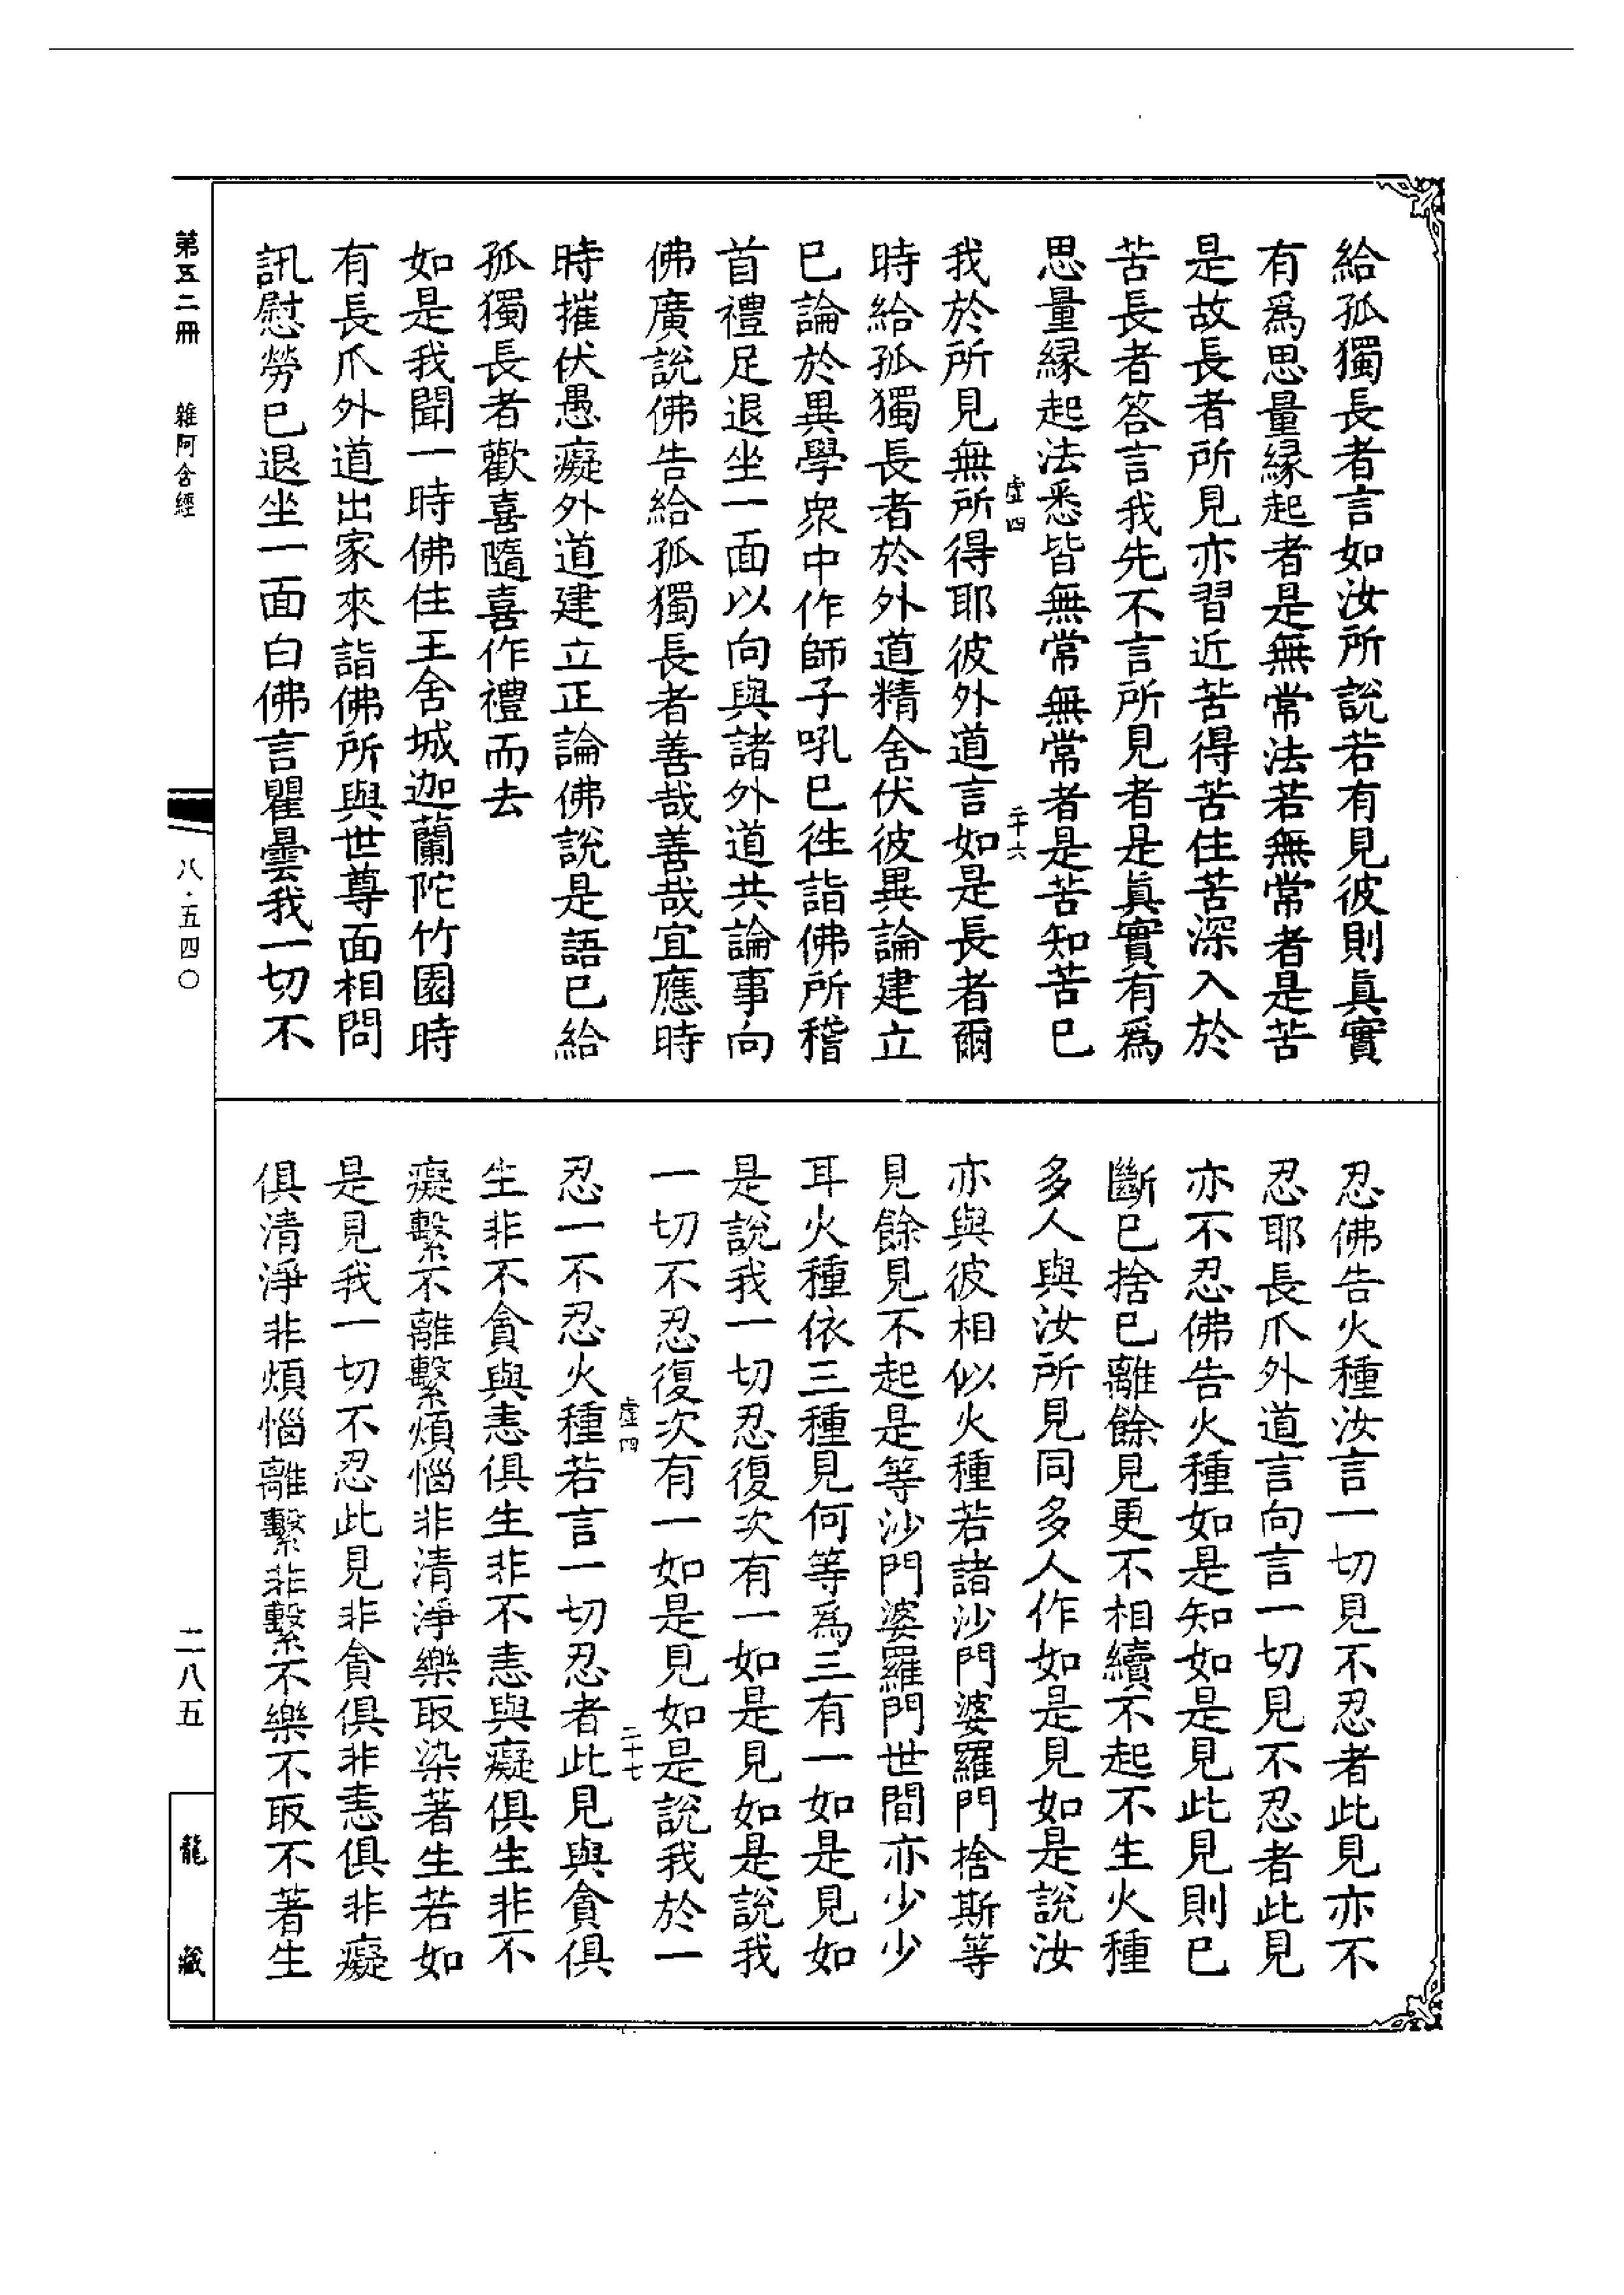 給孤獨長者言如汝所說若有見彼則眞實
有爲思量緣起者是無常法若無常者是苦
是故長者所見亦習近苦得苦住苦深入於
苦長者答言我先不言所見者是眞實有爲
思量緣起法悉皆無常無常者是苦知苦已
虛四
二十六
我於所見無所得耶彼外道言如是長者爾
時給孤獨長者於外道精舍伏彼異論建立
已論於異學衆中作師子吼已往詣佛所稽
首禮足退坐一面以向與諸外道共論事向
佛廣說佛告給孤獨長者善哉善哉宜應時
時摧伏愚癡外道建立正論佛說是語已給
孤獨長者歡喜隨喜作禮而去
如是我聞一時佛住王舍城迦蘭陀竹園時
有長爪外道出家來詣佛所與世尊面相問
訊慰勞已退坐一面白佛言瞿曇我一切不
忍佛告火種汝言一切見不忍者此見亦不
忍耶長爪外道言向言一切見不忍者此見
亦不忍佛告火種如是知如是見此見則已
斷已捨已離餘見更不相續不起不生火種
多人與汝所見同多人作如是見如是說汝
亦與彼相似火種若諸沙門婆羅門捨斯等
見餘見不起是等沙門婆羅門世間亦少少
耳火種依三種見何等爲三有一如是見如
是說我一切忍復次有一如是見如是說我
一切不忍復次有一如是見如是說我於一
虛四
二十七
忍一不忍火種若言一切忍者此見與貪俱
生非不貪與恚俱生非不恚與癡俱生非不
癡繫不離繫煩惱非清淨樂取染著生若如
是見我一切不忍此見非貪俱非恚俱非癡
俱清淨非煩惱離繫非繫不樂不取不著生
第五二冊
雜阿含經
八·五四〇
二八五
龍藏